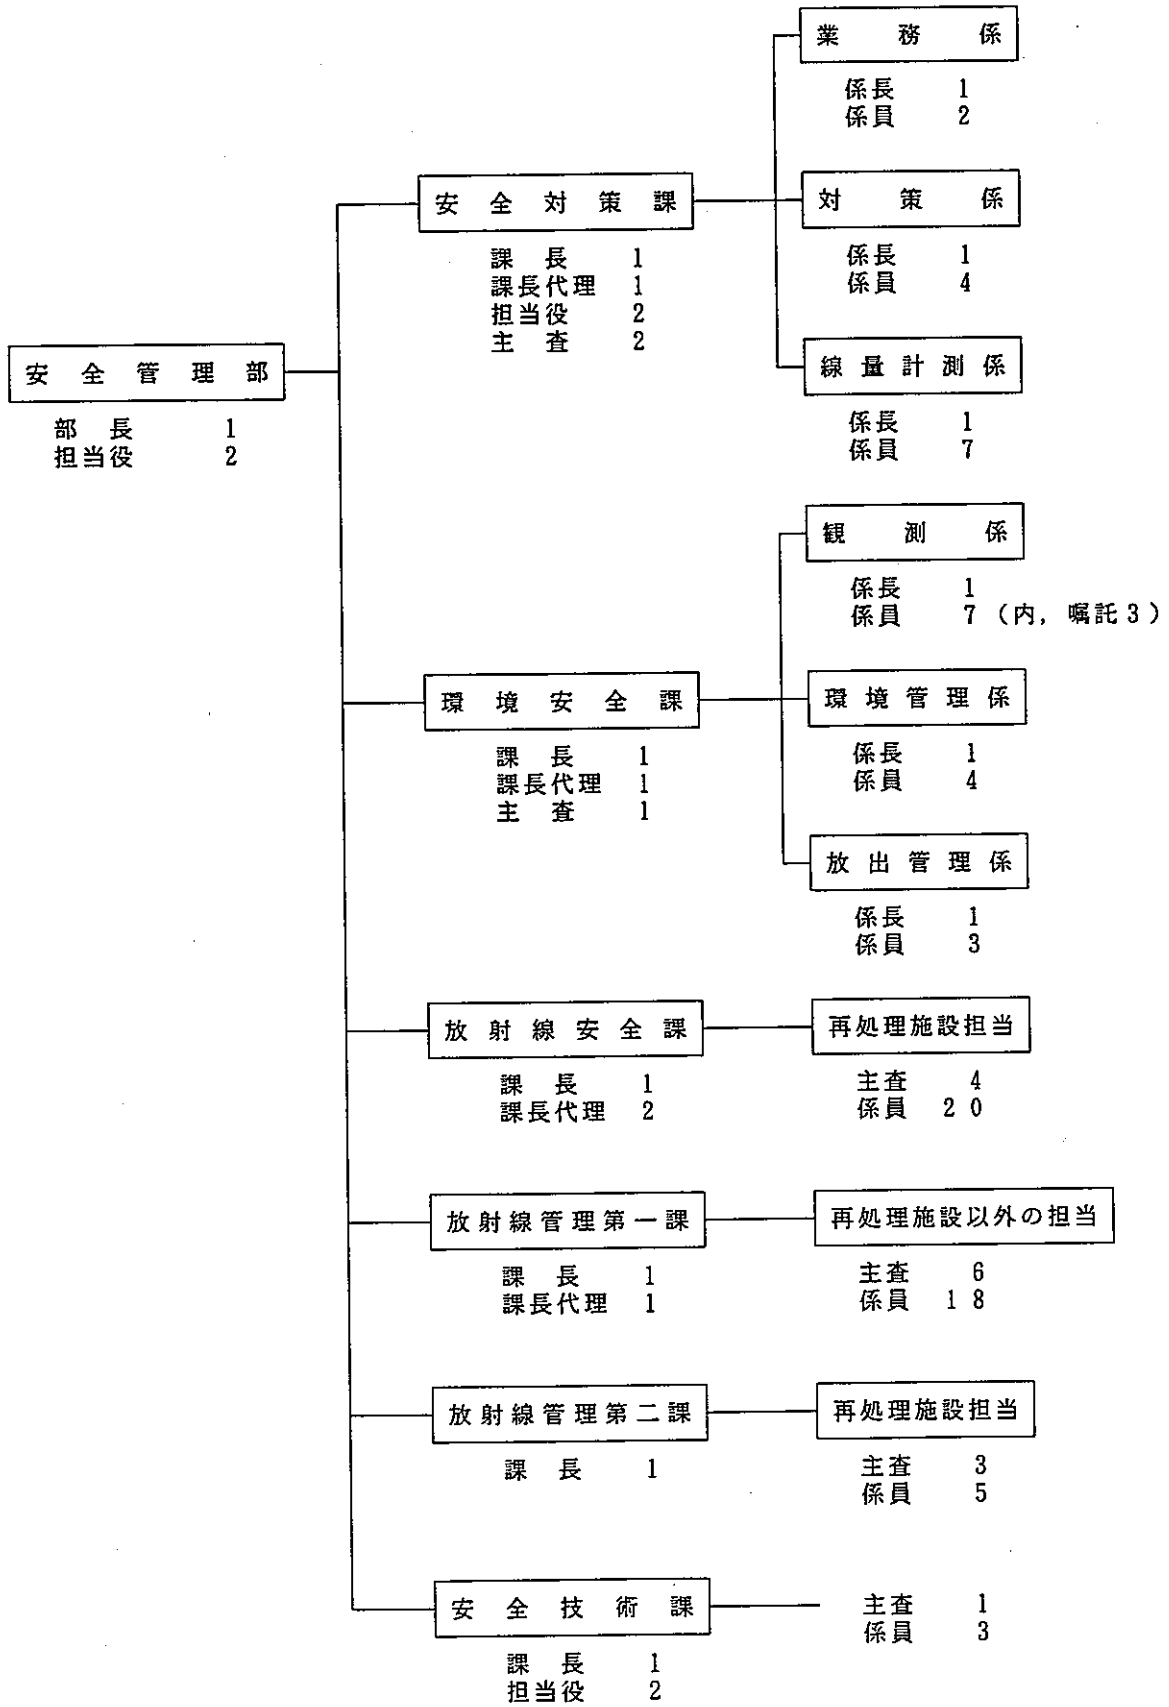 安全管理部
部長 1
担当役 2
安全対策課
課長 1
課長代理 1
担当役 2
主査 2
業務係
係長 1
係員 2
対策係
係長 1
係員 4
線量計測係
係長 1
係員 7
環境安全課
課長 1
課長代理 1
主査 1
観測係
係長 1
係員 7（内，嘱託3）
環境管理係
係長 1
係員 4
放出管理係
係長 1
係員 3
放射線安全課
課長 1
課長代理 2
再処理施設担当
主査 4
係員 20
放射線管理第一課
課長 1
課長代理 1
再処理施設以外の担当
主査 6
係員 18
放射線管理第二課
課長 1
再処理施設担当
主査 3
係員 5
安全技術課
課長 1
担当役 2
主査 1
係員 3